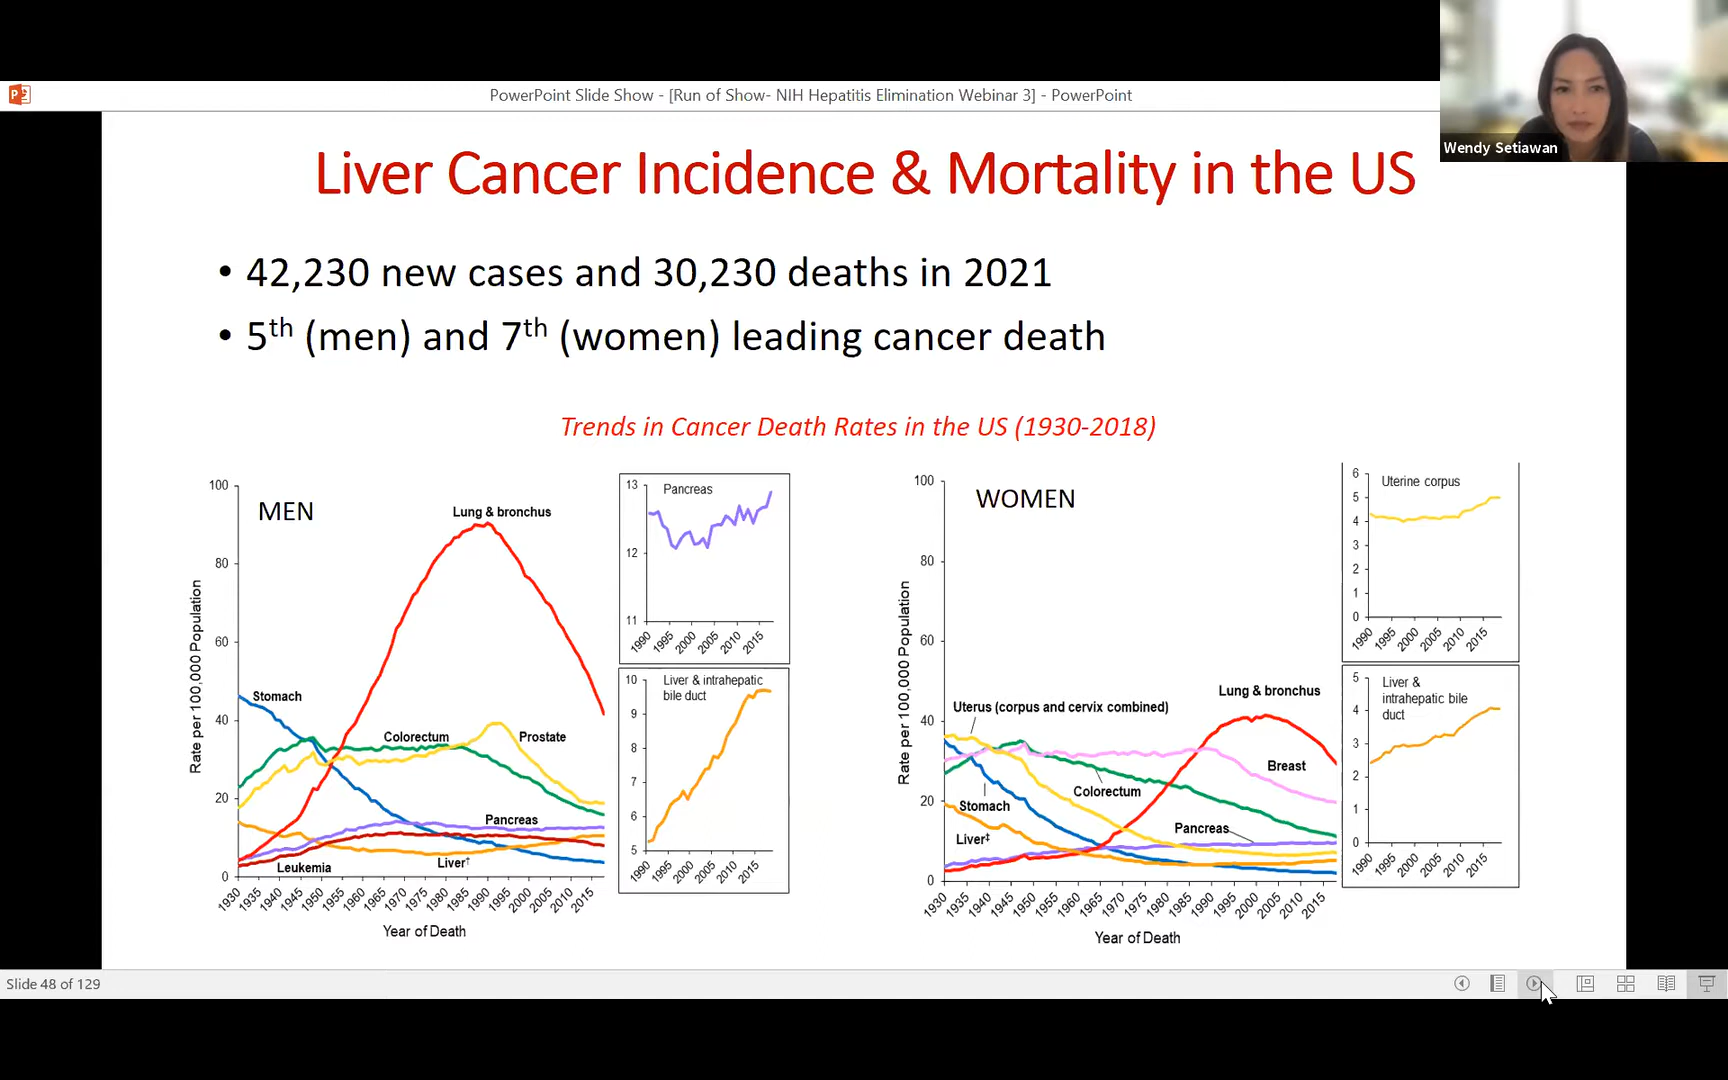 PowerPoint Slide Show - [Run of Show- NIH Hepatitis Elimination Webinar 3] - PowerPoint
Wendy Setiawan
Liver Cancer Incidence & Mortality in the US
• 42,230 new cases and 30,230 deaths in 2021
• 5th (men) and 7th (women) leading cancer death
Trends in Cancer Death Rates in the US (1930-2018)
MEN
Rate per 100,000 Population
100
80
60
40
20
0
Lung & bronchus
Stomach
Colorectum
Prostate
Pancreas
Liver†
Leukemia
1930 1935 1940 1945 1950 1955 1960 1965 1970 1975 1980 1985 1990 1995 2000 2005 2010 2015
Year of Death
Pancreas
13
12
11
1990 1995 2000 2005 2010 2015
Liver & intrahepatic
bile duct
10
9
8
7
6
5
1990 1995 2000 2005 2010 2015
WOMEN
Rate per 100,000 Population
100
80
60
40
20
0
Lung & bronchus
Uterus (corpus and cervix combined)
Breast
Colorectum
Stomach
Pancreas
Liver‡
1930 1935 1940 1945 1950 1955 1960 1965 1970 1975 1980 1985 1990 1995 2000 2005 2010 2015
Year of Death
Uterine corpus
6
5
4
3
2
1
0
1990 1995 2000 2005 2010 2015
Liver &
intrahepatic bile
duct
5
4
3
2
1
0
1990 1995 2000 2005 2010 2015
Slide 48 of 129